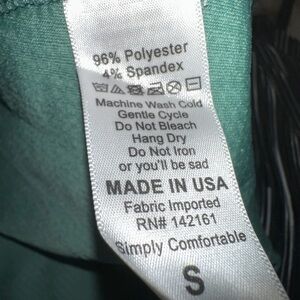 96% Polyester
4% Spandex
Machine Wash Cold
Gentle Cycle
Do Not Bleach
Hang Dry
Do Not Iron
or you'll be sad
MADE IN USA
Fabric Imported
RN# 142161
Simply Comfortable
S